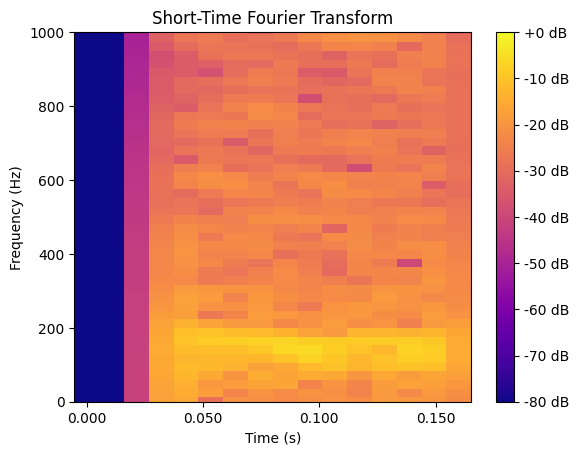 Short-Time Fourier Transform
Frequency (Hz)
1000
800
600
400
200
0
0.000
0.050
0.100
0.150
Time (s)
+0 dB
-10 dB
-20 dB
-30 dB
-40 dB
-50 dB
-60 dB
-70 dB
-80 dB